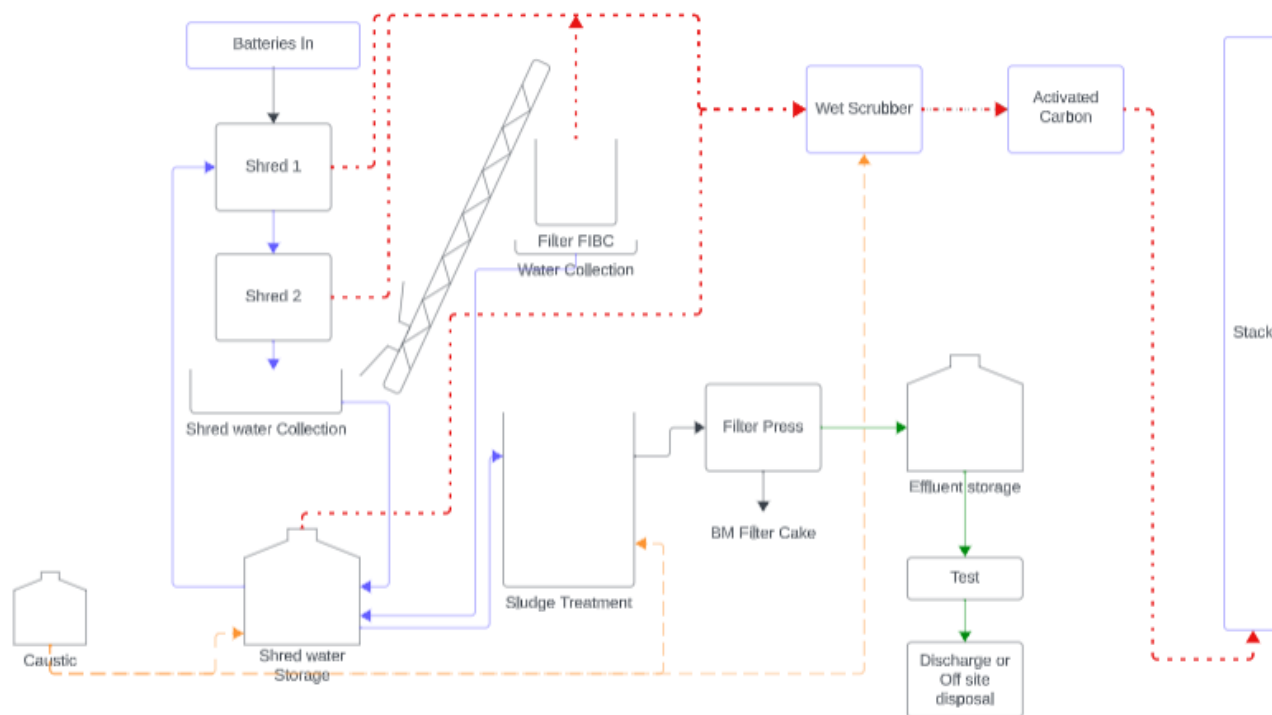 Batteries In
Shred 1
Shred 2
Shred water Collection
Filter FIBC
Water Collection
Wet Scrubber
Activated
Carbon
Stack
Filter Press
BM Filter Cake
Effluent storage
Sludge Treatment
Test
Discharge or
Off site
disposal
Caustic
Shred water
Storage